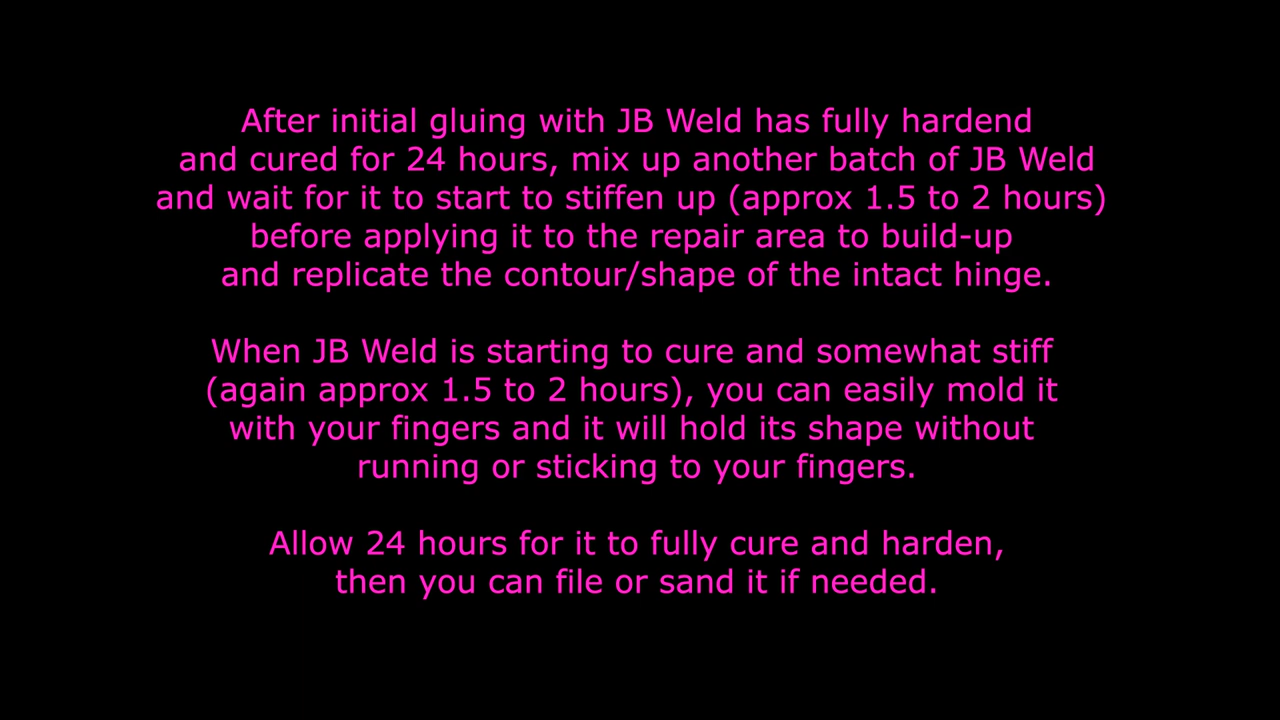 After initial gluing with JB Weld has fully hardend
and cured for 24 hours, mix up another batch of JB Weld
and wait for it to start to stiffen up (approx 1.5 to 2 hours)
before applying it to the repair area to build-up
and replicate the contour/shape of the intact hinge.
When JB Weld is starting to cure and somewhat stiff
(again approx 1.5 to 2 hours), you can easily mold it
with your fingers and it will hold its shape without
running or sticking to your fingers.
Allow 24 hours for it to fully cure and harden,
then you can file or sand it if needed.